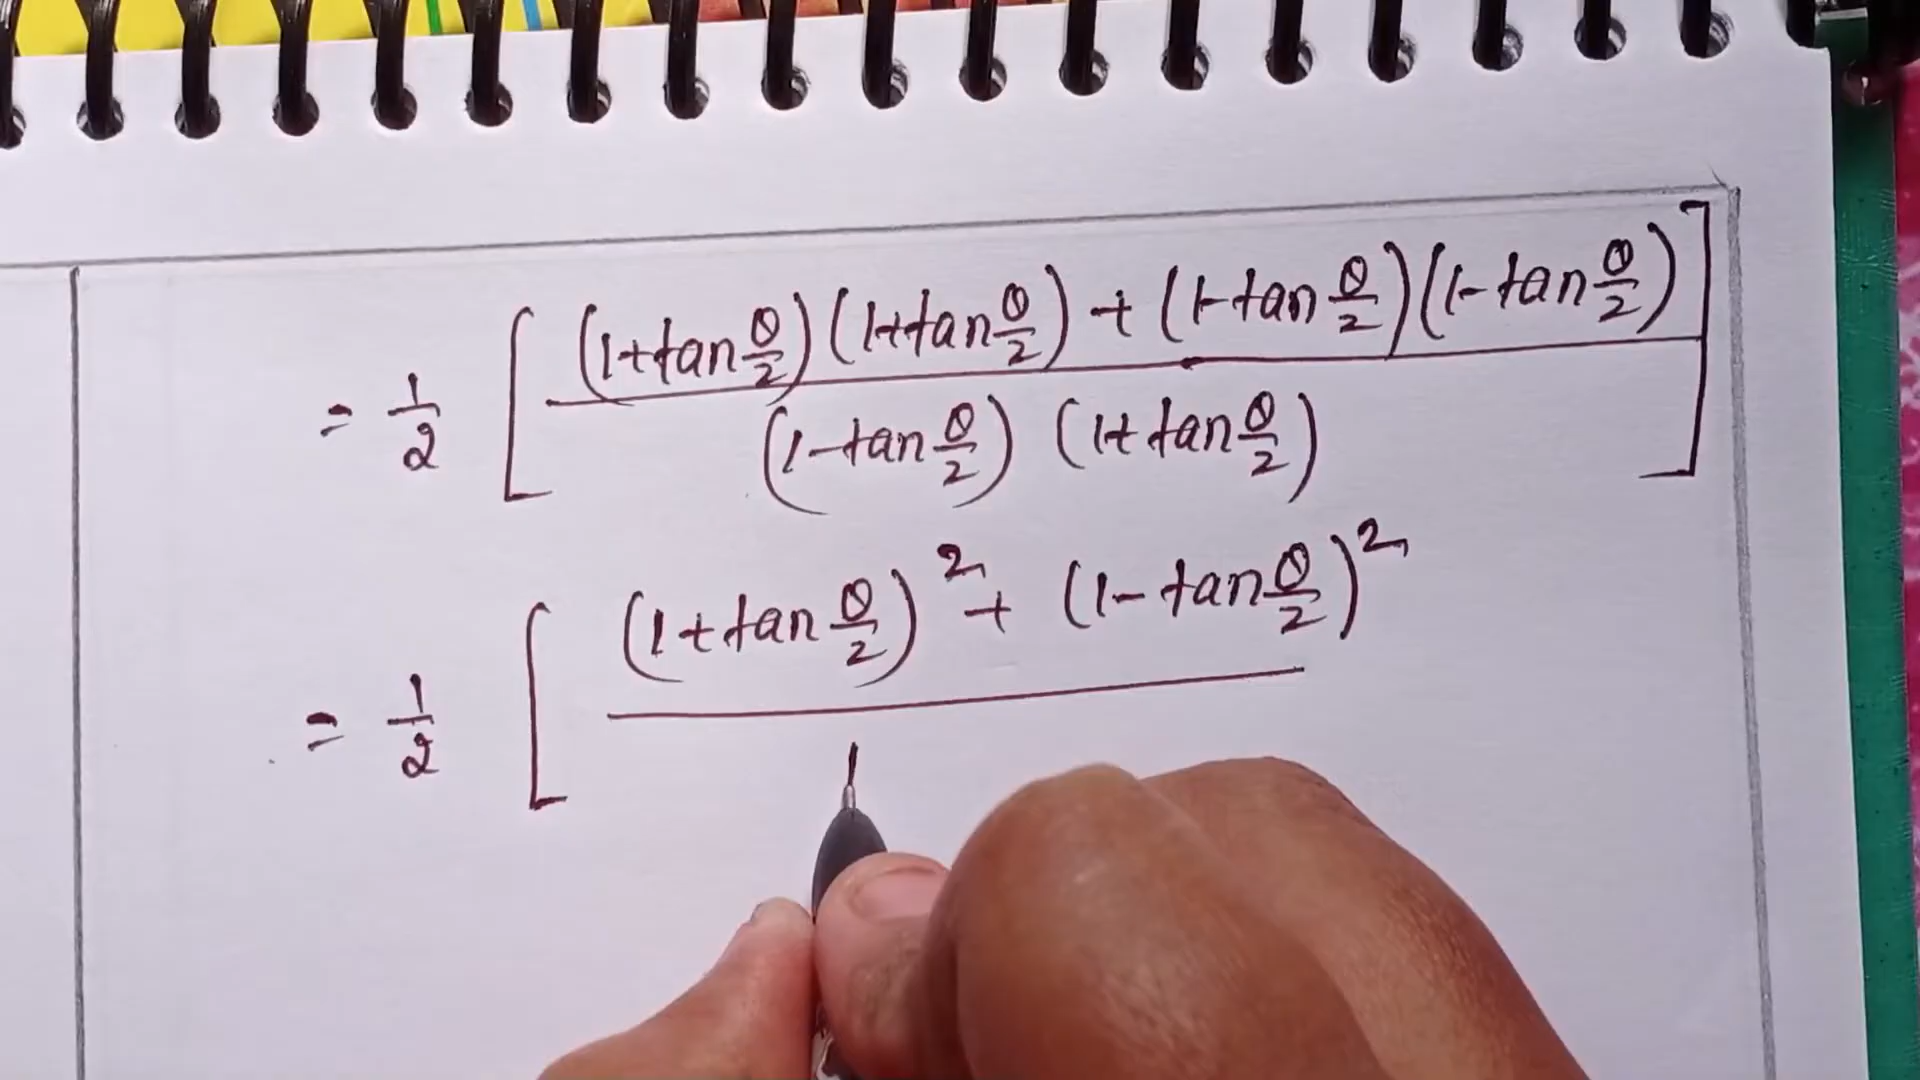 = 1/2 [ ((1+tan θ/2)(1+tan θ/2) + (1-tan θ/2)(1-tan θ/2)) / ((1-tan θ/2) (1+tan θ/2)) ]
= 1/2 [ ((1+tan θ/2)² + (1-tan θ/2)²) / 1